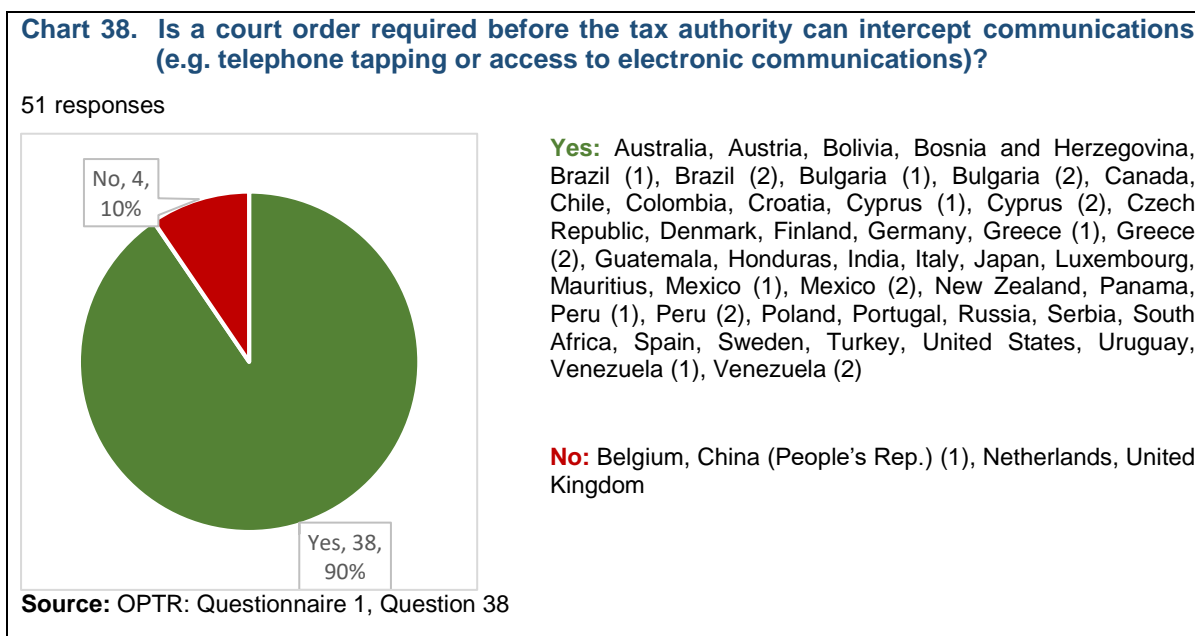 Chart 38. Is a court order required before the tax authority can intercept communications
(e.g. telephone tapping or access to electronic communications)?
51 responses
No, 4,
10%
Yes, 38,
90%
Yes: Australia, Austria, Bolivia, Bosnia and Herzegovina,
Brazil (1), Brazil (2), Bulgaria (1), Bulgaria (2), Canada,
Chile, Colombia, Croatia, Cyprus (1), Cyprus (2), Czech
Republic, Denmark, Finland, Germany, Greece (1), Greece
(2), Guatemala, Honduras, India, Italy, Japan, Luxembourg,
Mauritius, Mexico (1), Mexico (2), New Zealand, Panama,
Peru (1), Peru (2), Poland, Portugal, Russia, Serbia, South
Africa, Spain, Sweden, Turkey, United States, Uruguay,
Venezuela (1), Venezuela (2)
No: Belgium, China (People's Rep.) (1), Netherlands, United
Kingdom
Source: OPTR: Questionnaire 1, Question 38